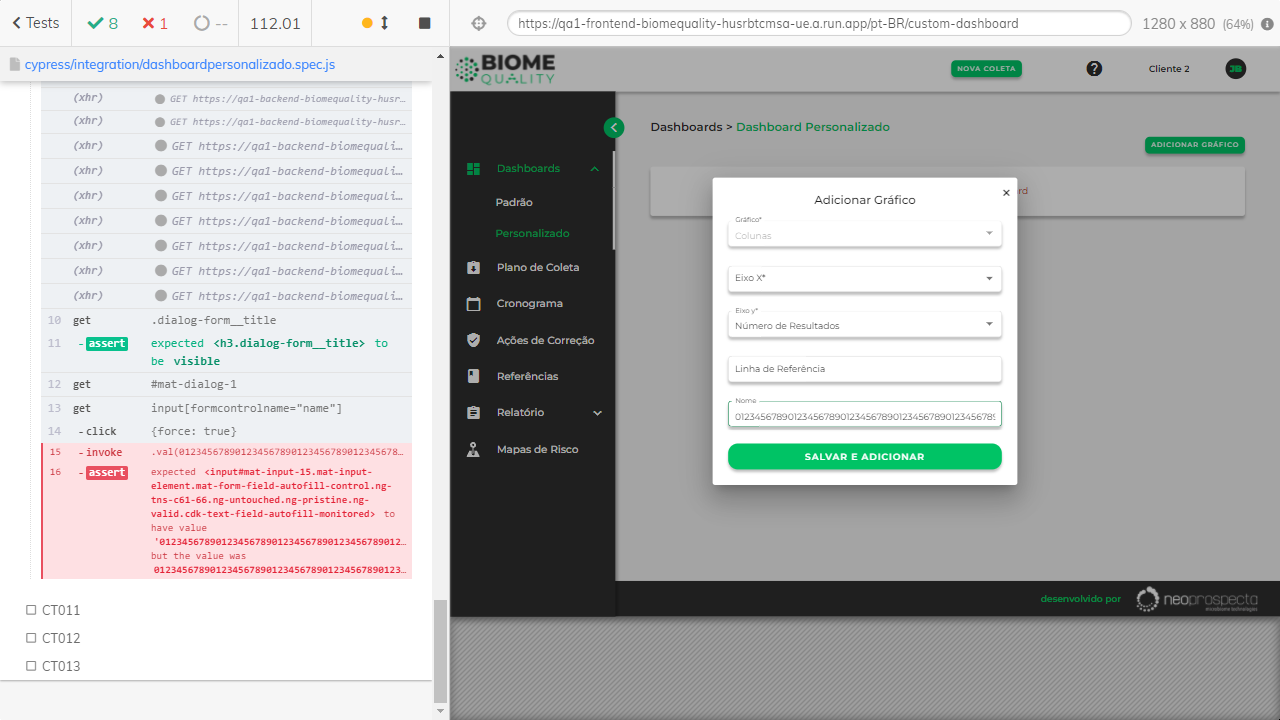 Tests
8
1
--
112.01
https://qa1-frontend-biomequality-husrbtcmsa-ue.a.run.app/pt-BR/custom-dashboard
1280 x 880 (64%)
cypress/integration/dashboardpersonalizado.spec.js
(xhr) GET https://qa1-backend-biomequality-husr…
(xhr) GET https://qa1-backend-biomequality-husr…
(xhr) GET https://qa1-backend-biomequali…
(xhr) GET https://qa1-backend-biomequali…
(xhr) GET https://qa1-backend-biomequali…
(xhr) GET https://qa1-backend-biomequali…
(xhr) GET https://qa1-backend-biomequali…
(xhr) GET https://qa1-backend-biomequali…
(xhr) GET https://qa1-backend-biomequali…
10 get .dialog-form__title
11 - assert expected <h3.dialog-form__title> to
be visible
12 get #mat-dialog-1
13 get input[formcontrolname="name"]
14 - click {force: true}
15 - invoke .val(0123456789012345678901234567890123456789…
16 - assert expected <input#mat-input-15.mat-input-
element.mat-form-field-autofill-control.ng-
tns-c61-66.ng-untouched.ng-pristine.ng-
valid.cdk-text-field-autofill-monitored> to
have value
'0123456789012345678901234567890123456789012…
but the value was
0123456789012345678901234567890123456789012…
CT011
CT012
CT013
BIOME
QUALITY
NOVA COLETA
?
Cliente 2
JB
Dashboards
Padrão
Personalizado
Plano de Coleta
Cronograma
Ações de Correção
Referências
Relatório
Mapas de Risco
Dashboards > Dashboard Personalizado
ADICIONAR GRÁFICO
Adicionar Gráfico
×
Gráfico*
Colunas
Eixo X*
Eixo y*
Número de Resultados
Linha de Referência
Nome
01234567890123456789012345678901234567890123456789
SALVAR E ADICIONAR
desenvolvido por
neoprospecta